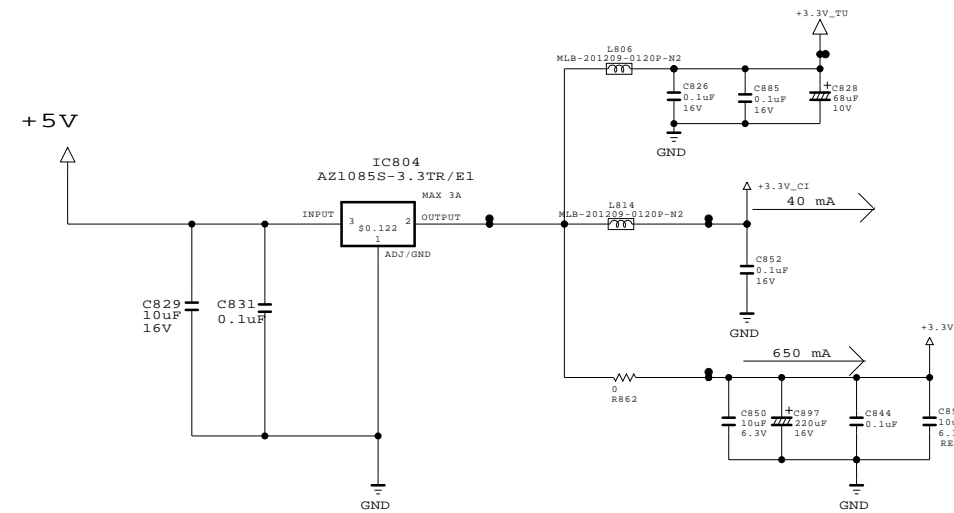 +3.3V_TU
L806
MLB-201209-0120P-N2
C826
0.1uF
16V
C885
0.1uF
16V
+
C828
68uF
10V
GND
+5V
IC804
AZ1085S-3.3TR/E1
MAX 3A
INPUT
3
2
OUTPUT
$0.122
1
ADJ/GND
L814
MLB-201209-0120P-N2
+3.3V_CI
40 mA
C852
0.1uF
16V
GND
C829
10uF
16V
C831
0.1uF
+3.3V
650 mA
0
R862
C850
10uF
6.3V
+
C897
220uF
16V
C844
0.1uF
GND
GND